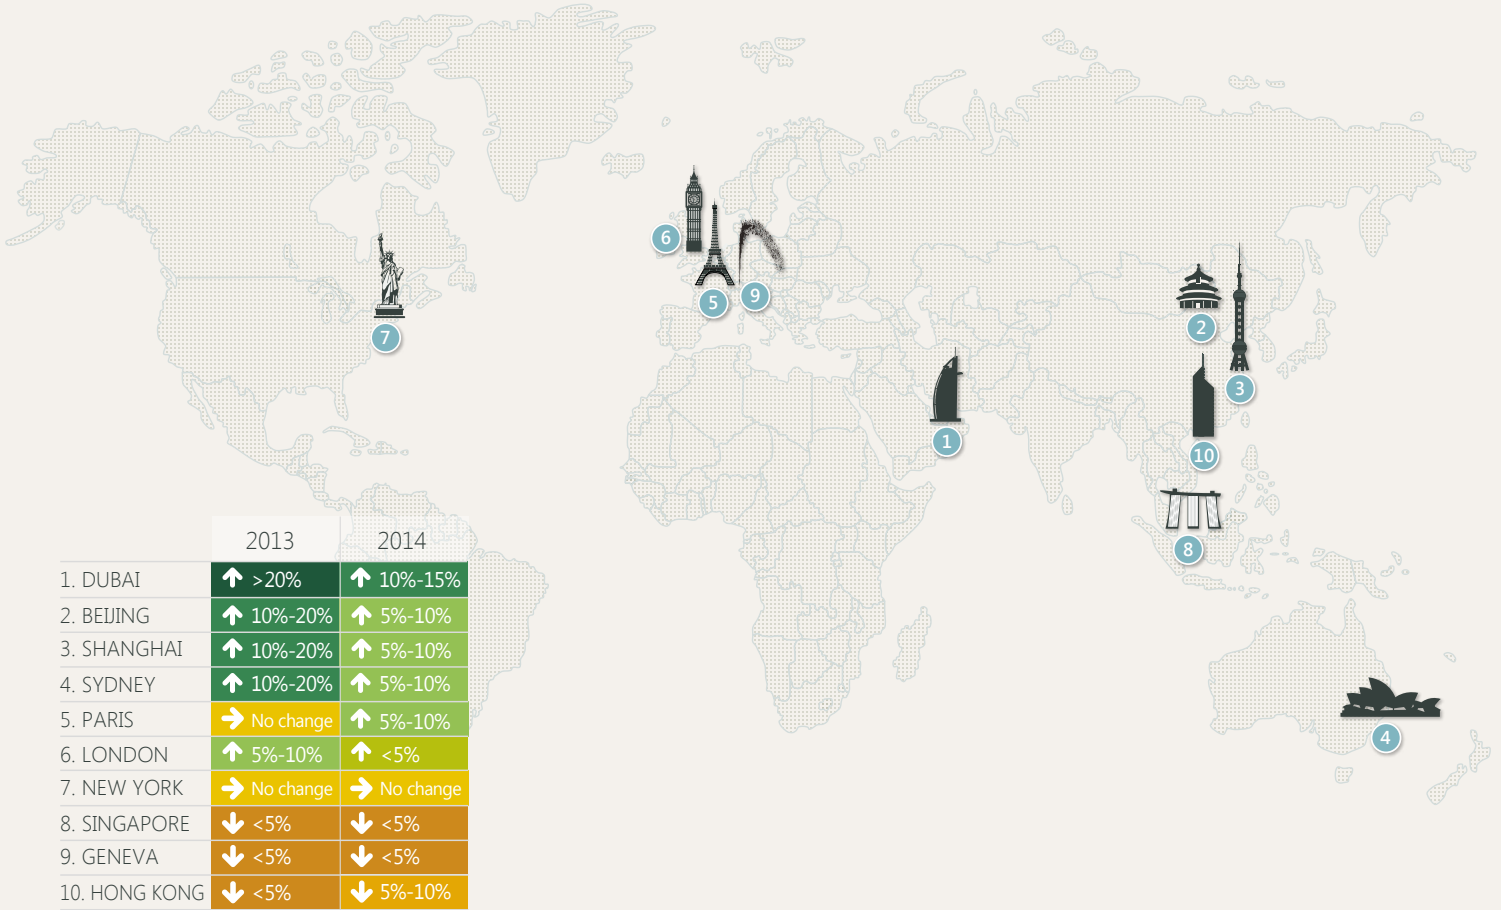 6
5
9
7
2
3
1
10
8
4
2013 2014
1. DUBAI >20% 10%-15%
2. BEIJING 10%-20% 5%-10%
3. SHANGHAI 10%-20% 5%-10%
4. SYDNEY 10%-20% 5%-10%
5. PARIS No change 5%-10%
6. LONDON 5%-10% <5%
7. NEW YORK No change No change
8. SINGAPORE <5% <5%
9. GENEVA <5% <5%
10. HONG KONG <5% 5%-10%